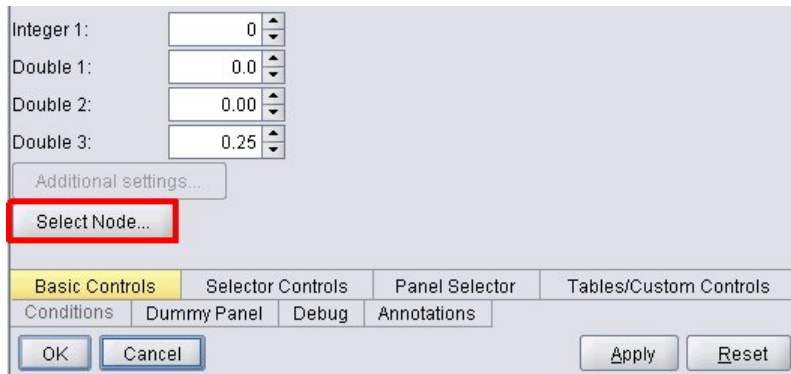 Integer 1: 0
Double 1: 0.0
Double 2: 0.00
Double 3: 0.25
Additional settings...
Select Node...
Basic Controls Selector Controls Panel Selector Tables/Custom Controls
Conditions Dummy Panel Debug Annotations
OK Cancel Apply Reset